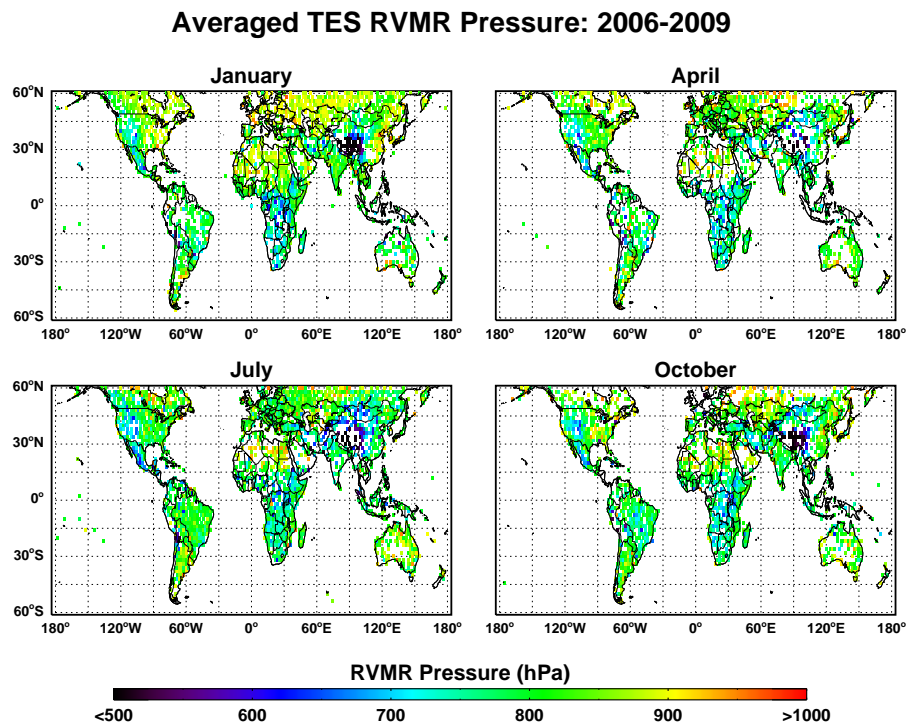 Averaged TES RVMR Pressure: 2006-2009
January
60°N
30°N
0°
30°S
60°S
180° 120°W 60°W 0° 60°E 120°E 180°
April
180° 120°W 60°W 0° 60°E 120°E 180°
July
60°N
30°N
0°
30°S
60°S
180° 120°W 60°W 0° 60°E 120°E 180°
October
180° 120°W 60°W 0° 60°E 120°E 180°
RVMR Pressure (hPa)
<500 600 700 800 900 >1000